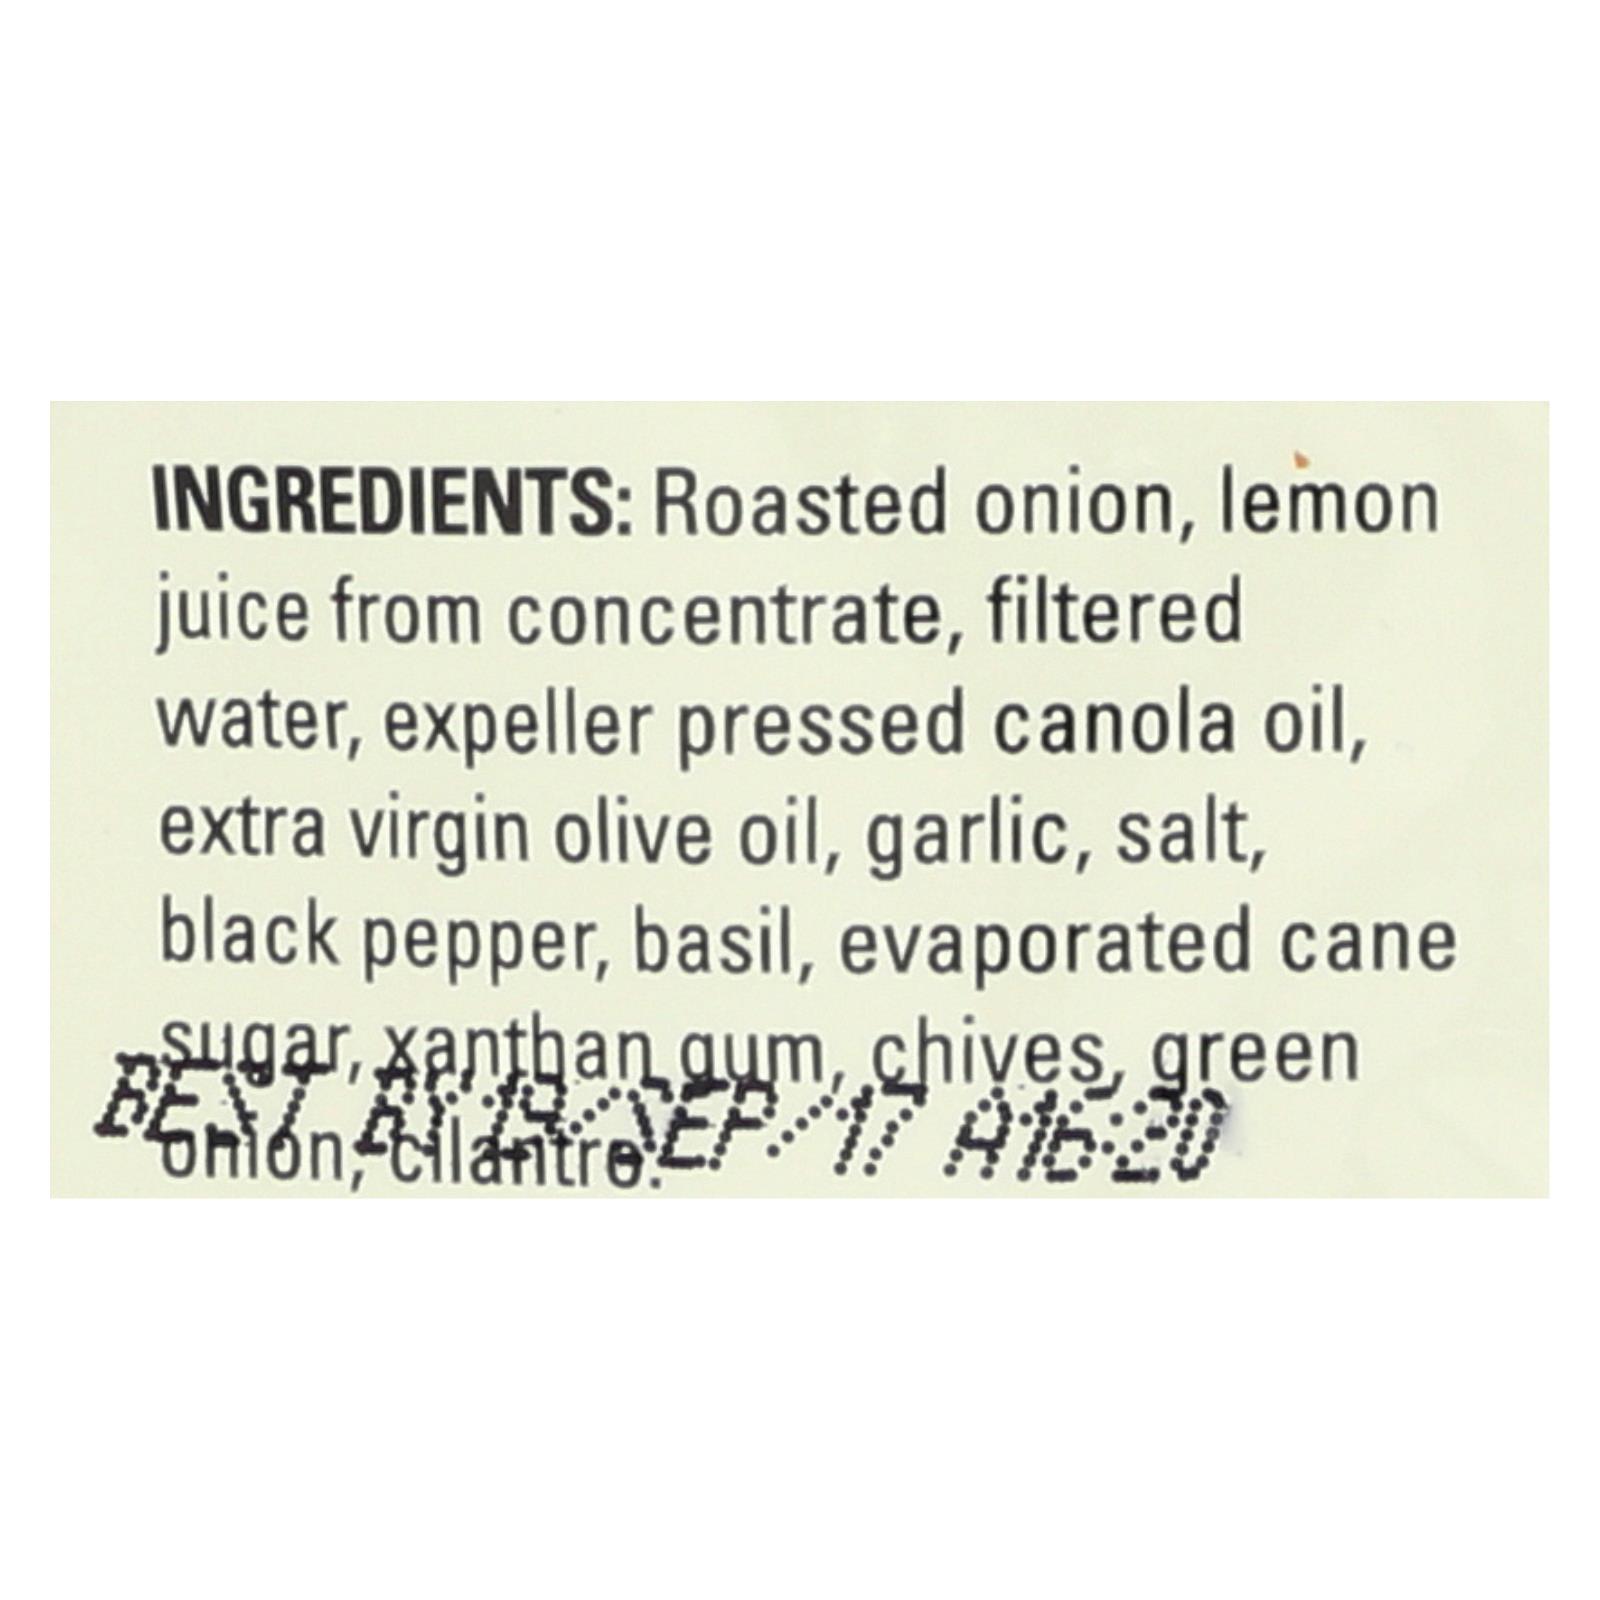 INGREDIENTS: Roasted onion, lemon
juice from concentrate, filtered
water, expeller pressed canola oil,
extra virgin olive oil, garlic, salt,
black pepper, basil, evaporated cane
sugar, xanthan gum, chives, green
BEST BY 19/SEP/17 A16:20
onion, cilantro.